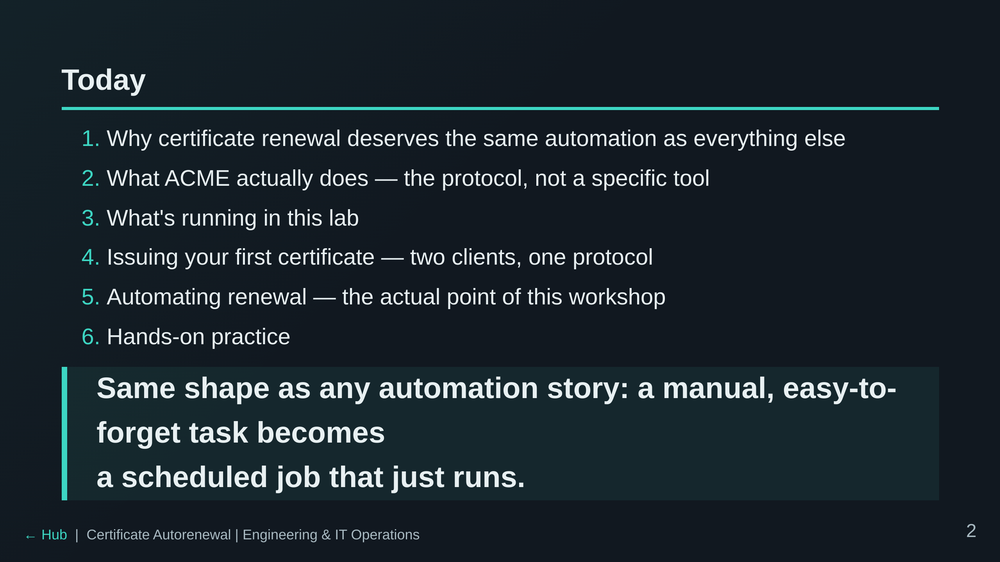 Today
1. Why certificate renewal deserves the same automation as everything else
2. What ACME actually does — the protocol, not a specific tool
3. What's running in this lab
4. Issuing your first certificate — two clients, one protocol
5. Automating renewal — the actual point of this workshop
6. Hands-on practice
Same shape as any automation story: a manual, easy-to-
forget task becomes
a scheduled job that just runs.
← Hub | Certificate Autorenewal | Engineering & IT Operations
2